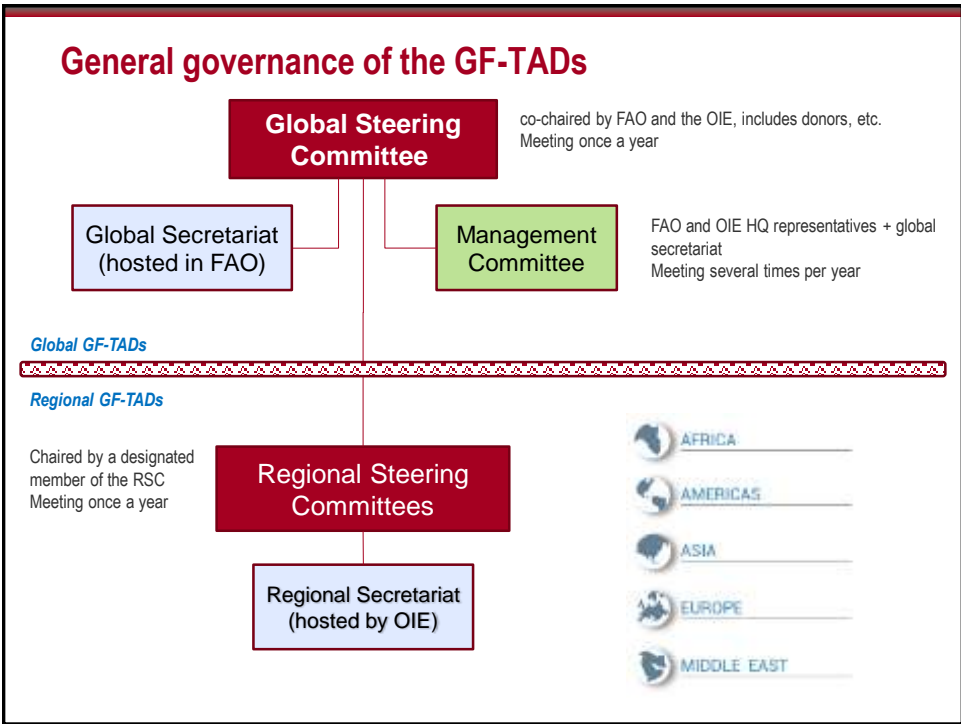 General governance of the GF-TADs
Global Steering
Committee
co-chaired by FAO and the OIE, includes donors, etc.
Meeting once a year
Global Secretariat
(hosted in FAO)
Management
Committee
FAO and OIE HQ representatives + global
secretariat
Meeting several times per year
Global GF-TADs
Regional GF-TADs
Chaired by a designated
member of the RSC
Meeting once a year
Regional Steering
Committees
Regional Secretariat
(hosted by OIE)
AFRICA
AMERICAS
ASIA
EUROPE
MIDDLE EAST